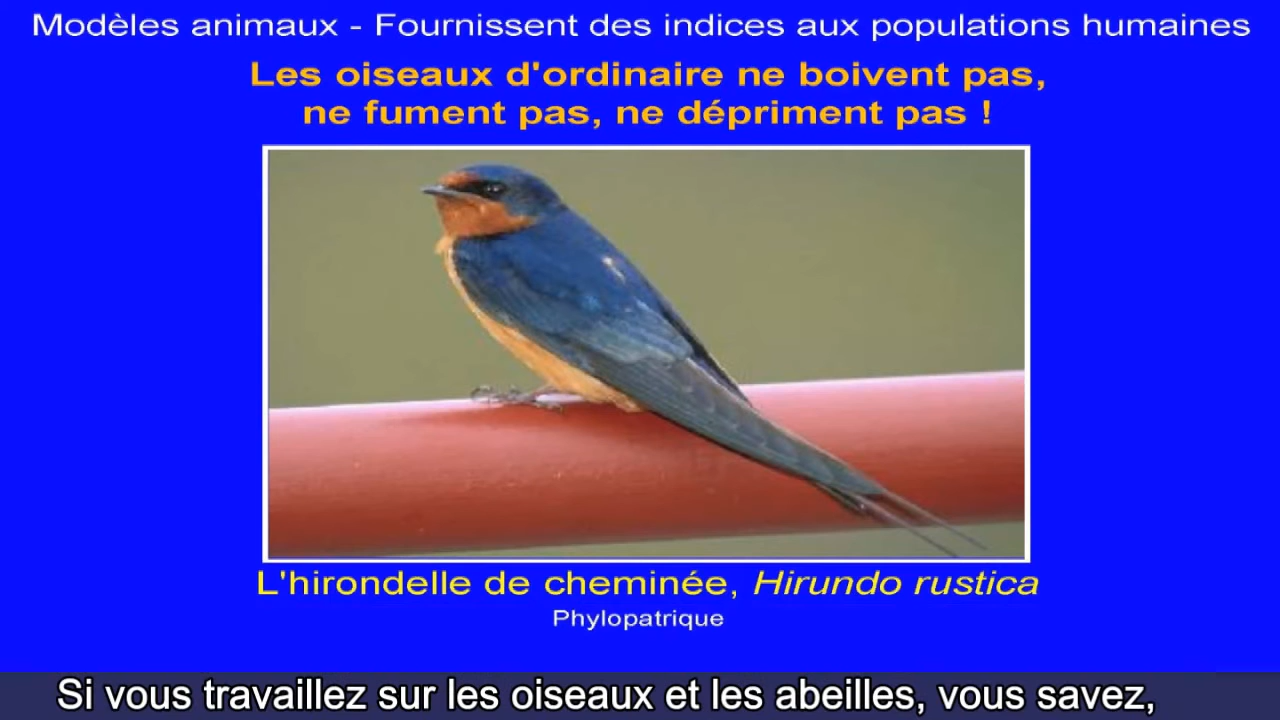 Modèles animaux - Fournissent des indices aux populations humaines
Les oiseaux d'ordinaire ne boivent pas,
ne fument pas, ne dépriment pas !
L'hirondelle de cheminée, Hirundo rustica
Phylopatrique
Si vous travaillez sur les oiseaux et les abeilles, vous savez,